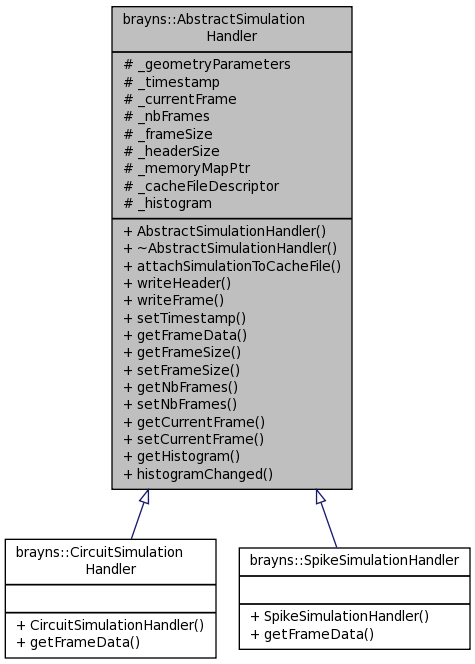 brayns::AbstractSimulation
Handler
# _geometryParameters
# _timestamp
# _currentFrame
# _nbFrames
# _frameSize
# _headerSize
# _memoryMapPtr
# _cacheFileDescriptor
# _histogram
+ AbstractSimulationHandler()
+ ~AbstractSimulationHandler()
+ attachSimulationToCacheFile()
+ writeHeader()
+ writeFrame()
+ setTimestamp()
+ getFrameData()
+ getFrameSize()
+ setFrameSize()
+ getNbFrames()
+ setNbFrames()
+ getCurrentFrame()
+ setCurrentFrame()
+ getHistogram()
+ histogramChanged()
brayns::CircuitSimulation
Handler
+ CircuitSimulationHandler()
+ getFrameData()
brayns::SpikeSimulationHandler
+ SpikeSimulationHandler()
+ getFrameData()